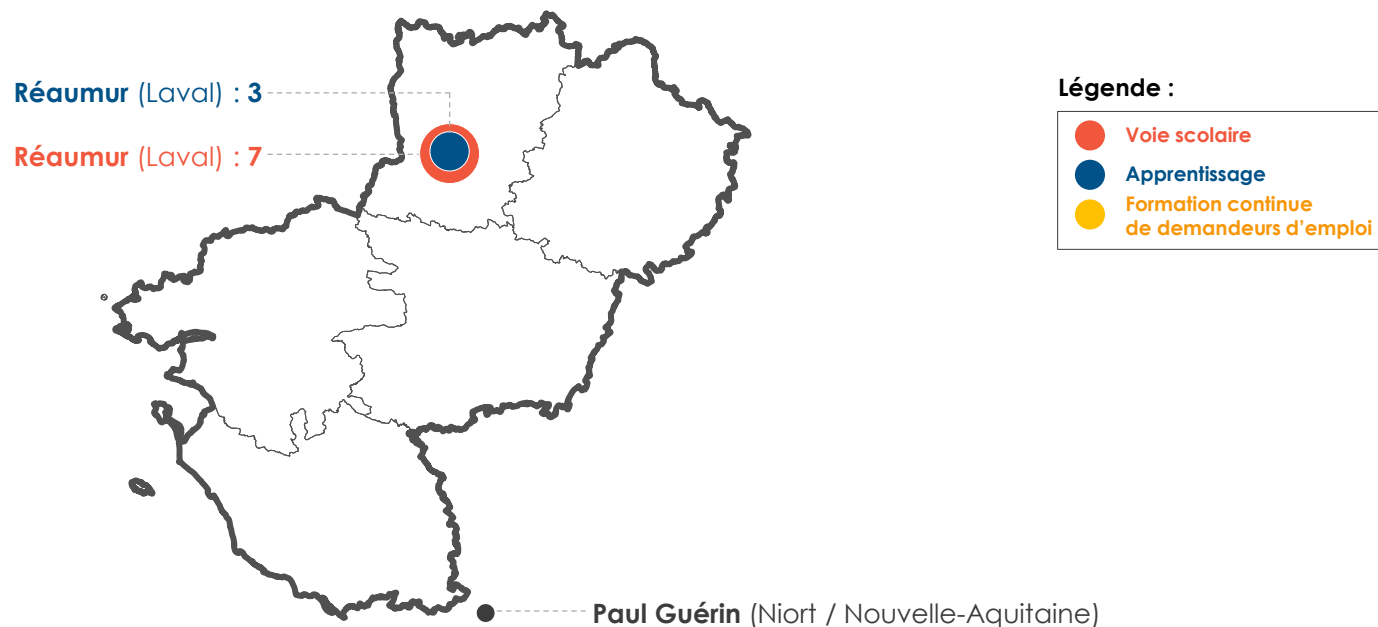 Réaumur (Laval) : 3
Réaumur (Laval) : 7
Légende :
Voie scolaire
Apprentissage
Formation continue
de demandeurs d'emploi
Paul Guérin (Niort / Nouvelle-Aquitaine)